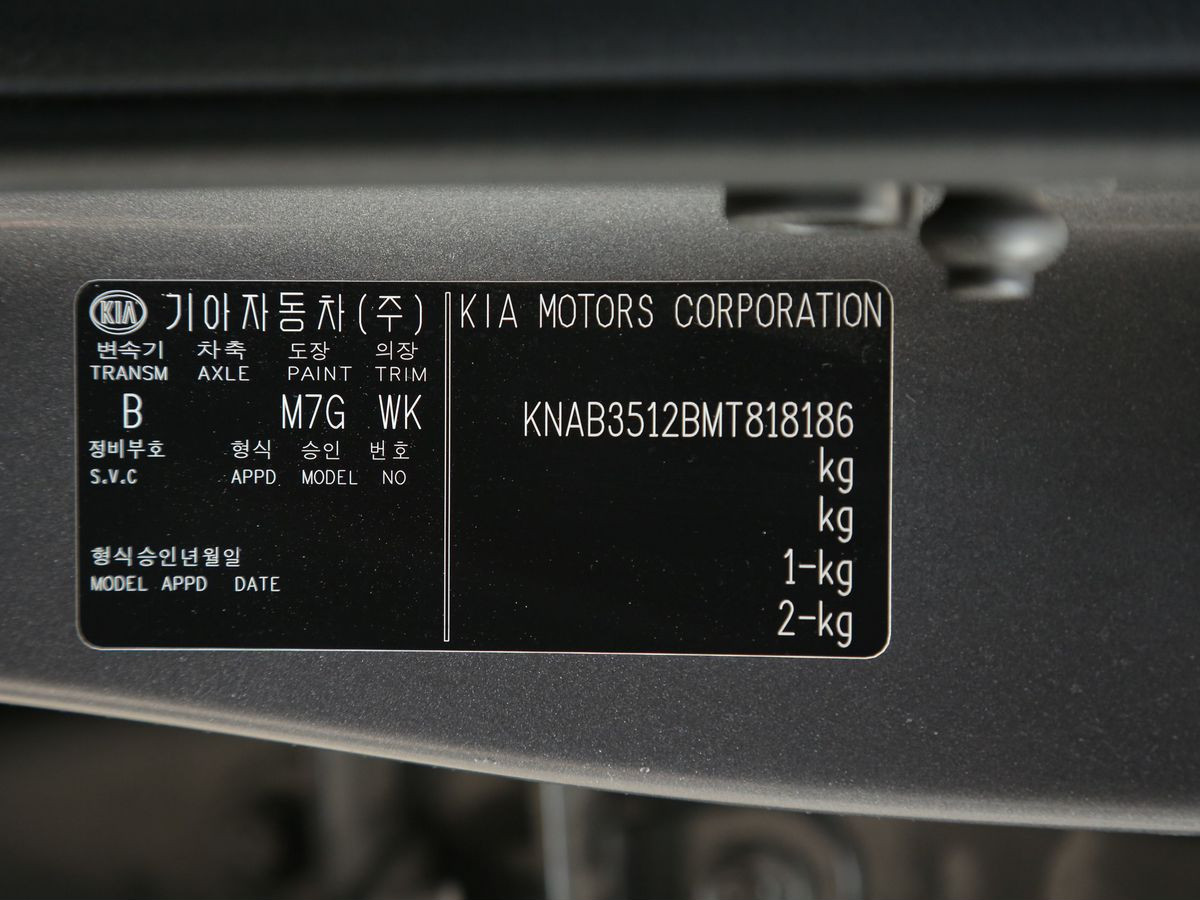 KIA 기아자동차(주)
변속기 차축 도장 의장
TRANSM AXLE PAINT TRIM
B M7G WK
정비부호 형식 승인 번호
S.V.C APPD MODEL NO
형식승인년월일
MODEL APPD DATE
KIA MOTORS CORPORATION
KNAB3512BMT818186
kg
kg
1-kg
2-kg